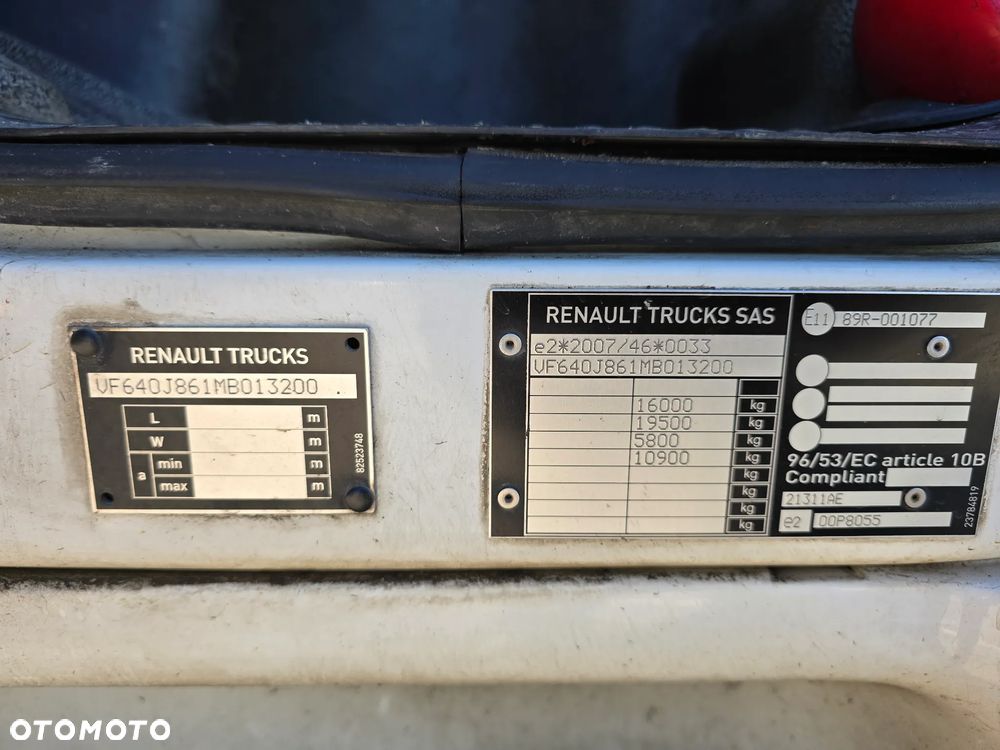 RENAULT TRUCKS
VF640J861MB013200
L m
W m
a min m
max m
82523748
RENAULT TRUCKS SAS
e2*2007/46*0033
VF640J861MB013200
kg
16000 kg
19500 kg
5800 kg
10900 kg
kg
kg
kg
kg
E11 89R-001077
96/53/EC article 10B
Compliant
21311AE
e2 00P8055
23784819
OTOMOTO